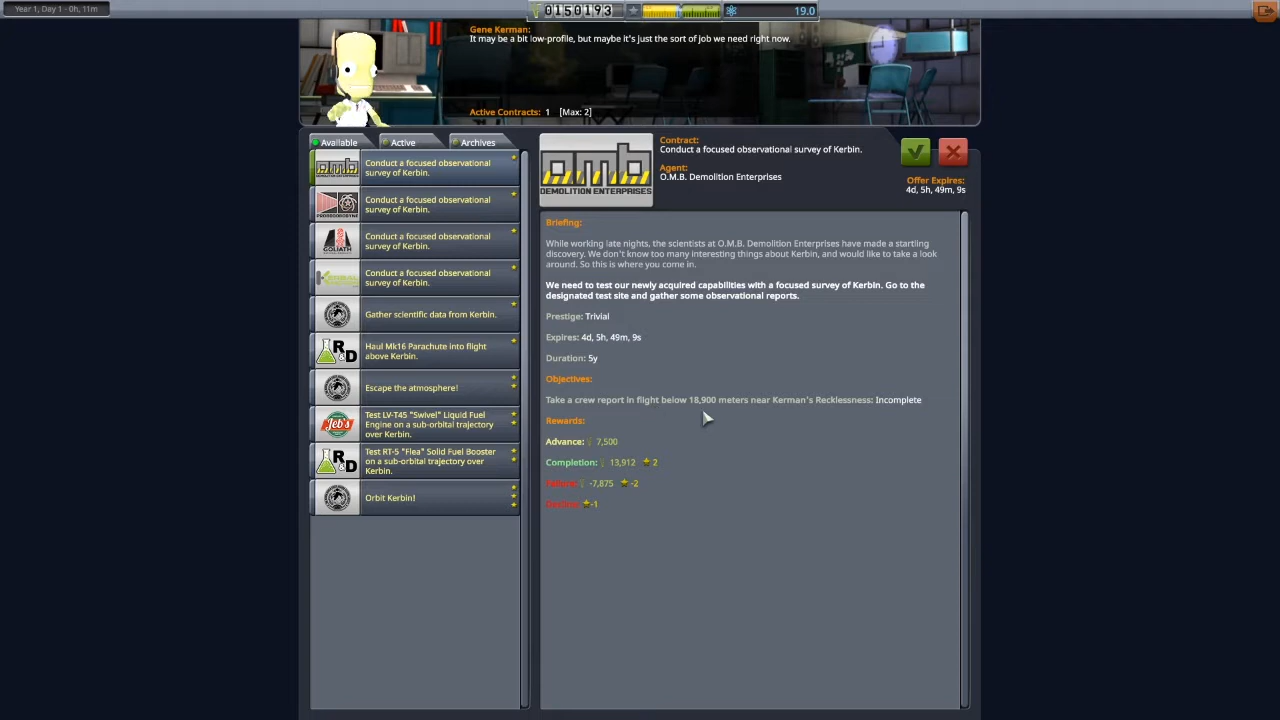 Year 1, Day 1 - 0h, 11m
0150193
19.0
Gene Kerman:
It may be a bit low-profile, but maybe it's just the sort of job we need right now.
Active Contracts: 1 [Max: 2]
Available
Active
Archives
Conduct a focused observational
survey of Kerbin.
Conduct a focused observational
survey of Kerbin.
Conduct a focused observational
survey of Kerbin.
Conduct a focused observational
survey of Kerbin.
Gather scientific data from Kerbin.
R&D
Haul Mk16 Parachute into flight
above Kerbin.
Escape the atmosphere!
Jeb's
Test LV-T45 "Swivel" Liquid Fuel
Engine on a sub-orbital trajectory
over Kerbin.
R&D
Test RT-5 "Flea" Solid Fuel Booster
on a sub-orbital trajectory over
Kerbin.
Orbit Kerbin!
omb
DEMOLITION ENTERPRISES
Contract:
Conduct a focused observational survey of Kerbin.
Agent:
O.M.B. Demolition Enterprises
Offer Expires:
4d, 5h, 49m, 9s
Briefing:
While working late nights, the scientists at O.M.B. Demolition Enterprises have made a startling
discovery. We don't know too many interesting things about Kerbin, and would like to take a look
around. So this is where you come in.
We need to test our newly acquired capabilities with a focused survey of Kerbin. Go to the
designated test site and gather some observational reports.
Prestige: Trivial
Expires: 4d, 5h, 49m, 9s
Duration: 5y
Objectives:
Take a crew report in flight below 18,900 meters near Kerman's Recklessness: Incomplete
Rewards:
Advance: 7,500
Completion: 13,912 2
Failure: -7,875 -2
Decline: -1